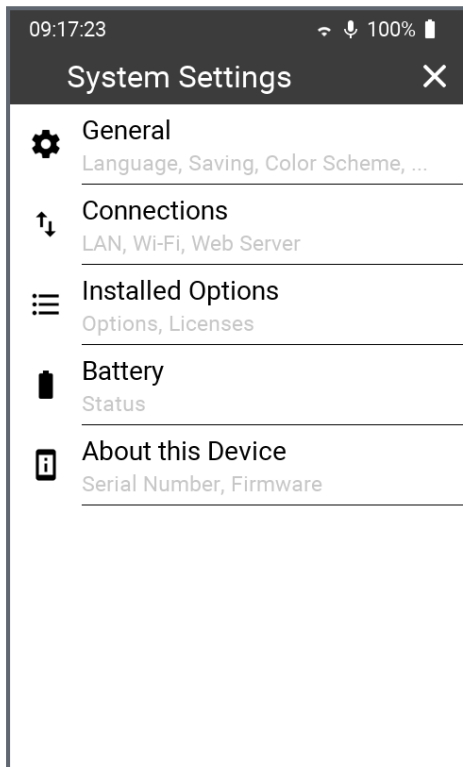 09:17:23 100%
System Settings
General
Language, Saving, Color Scheme, ...
Connections
LAN, Wi-Fi, Web Server
Installed Options
Options, Licenses
Battery
Status
About this Device
Serial Number, Firmware